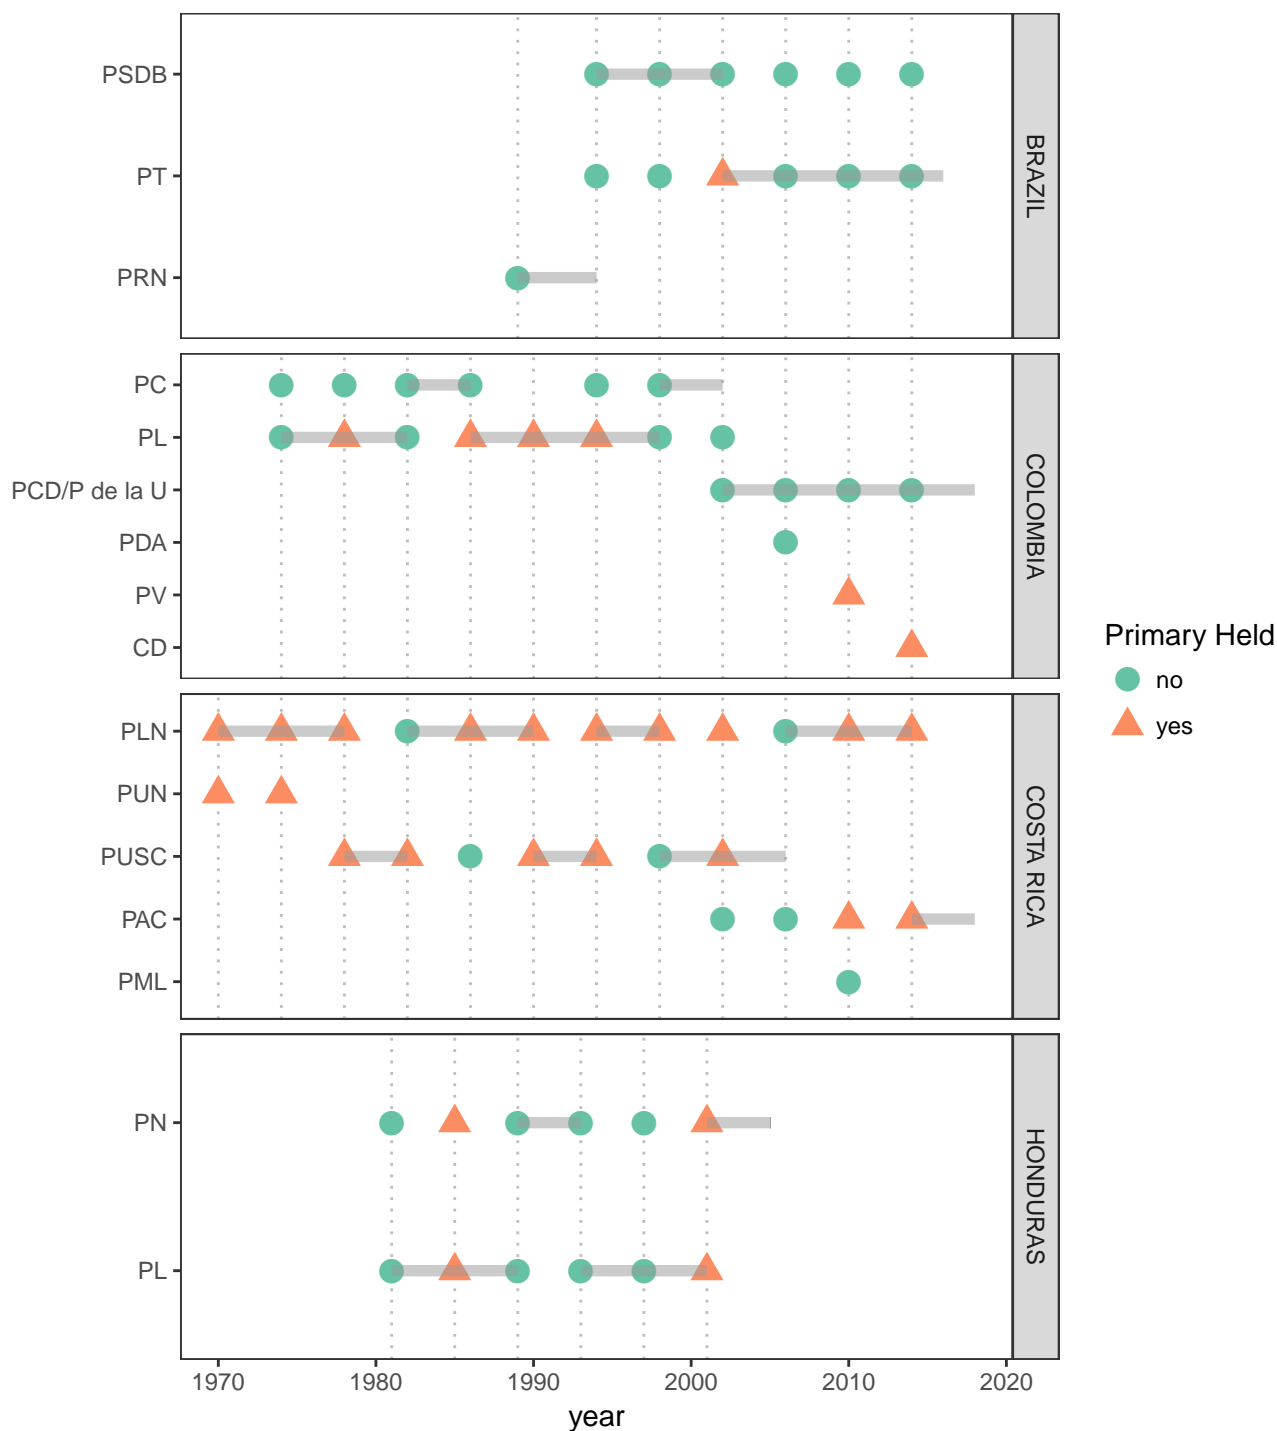 PSDB
PT
PRN
BRAZIL
PC
PL
PCD/P de la U
PDA
PV
CD
COLOMBIA
PLN
PUN
PUSC
PAC
PML
COSTA RICA
PN
PL
HONDURAS
1970 1980 1990 2000 2010 2020
year
Primary Held
no
yes